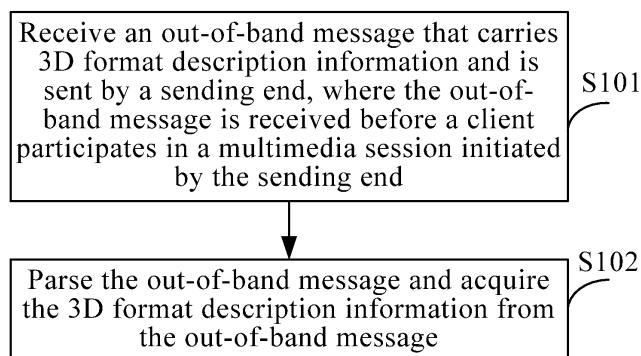 Receive an out-of-band message that carries
3D format description information and is
sent by a sending end, where the out-of-
band message is received before a client
participates in a multimedia session initiated
by the sending end
S101
Parse the out-of-band message and acquire
the 3D format description information from
the out-of-band message
S102